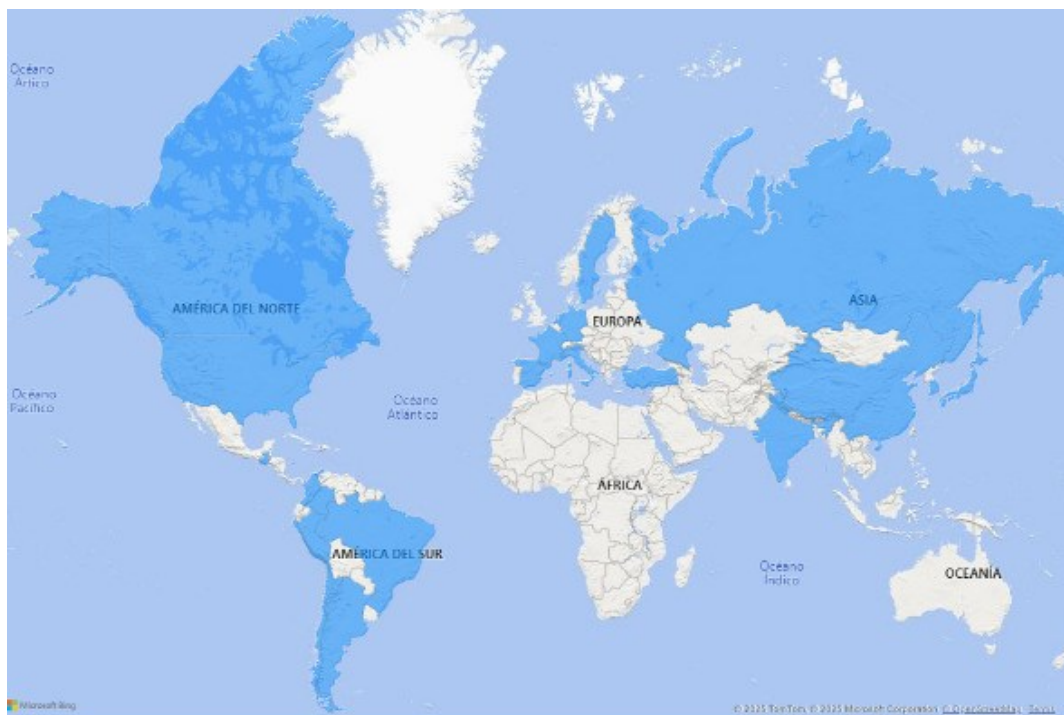 Océano
Ártico
AMÉRICA DEL NORTE
EUROPA
ASIA
Océano
Pacífico
Océano
Atlántico
ÁFRICA
AMÉRICA DEL SUR
Océano
Índico
OCEANÍA
Microsoft Bing
© 2025 TomTom, © 2025 Microsoft Corporation, © OpenStreetMap